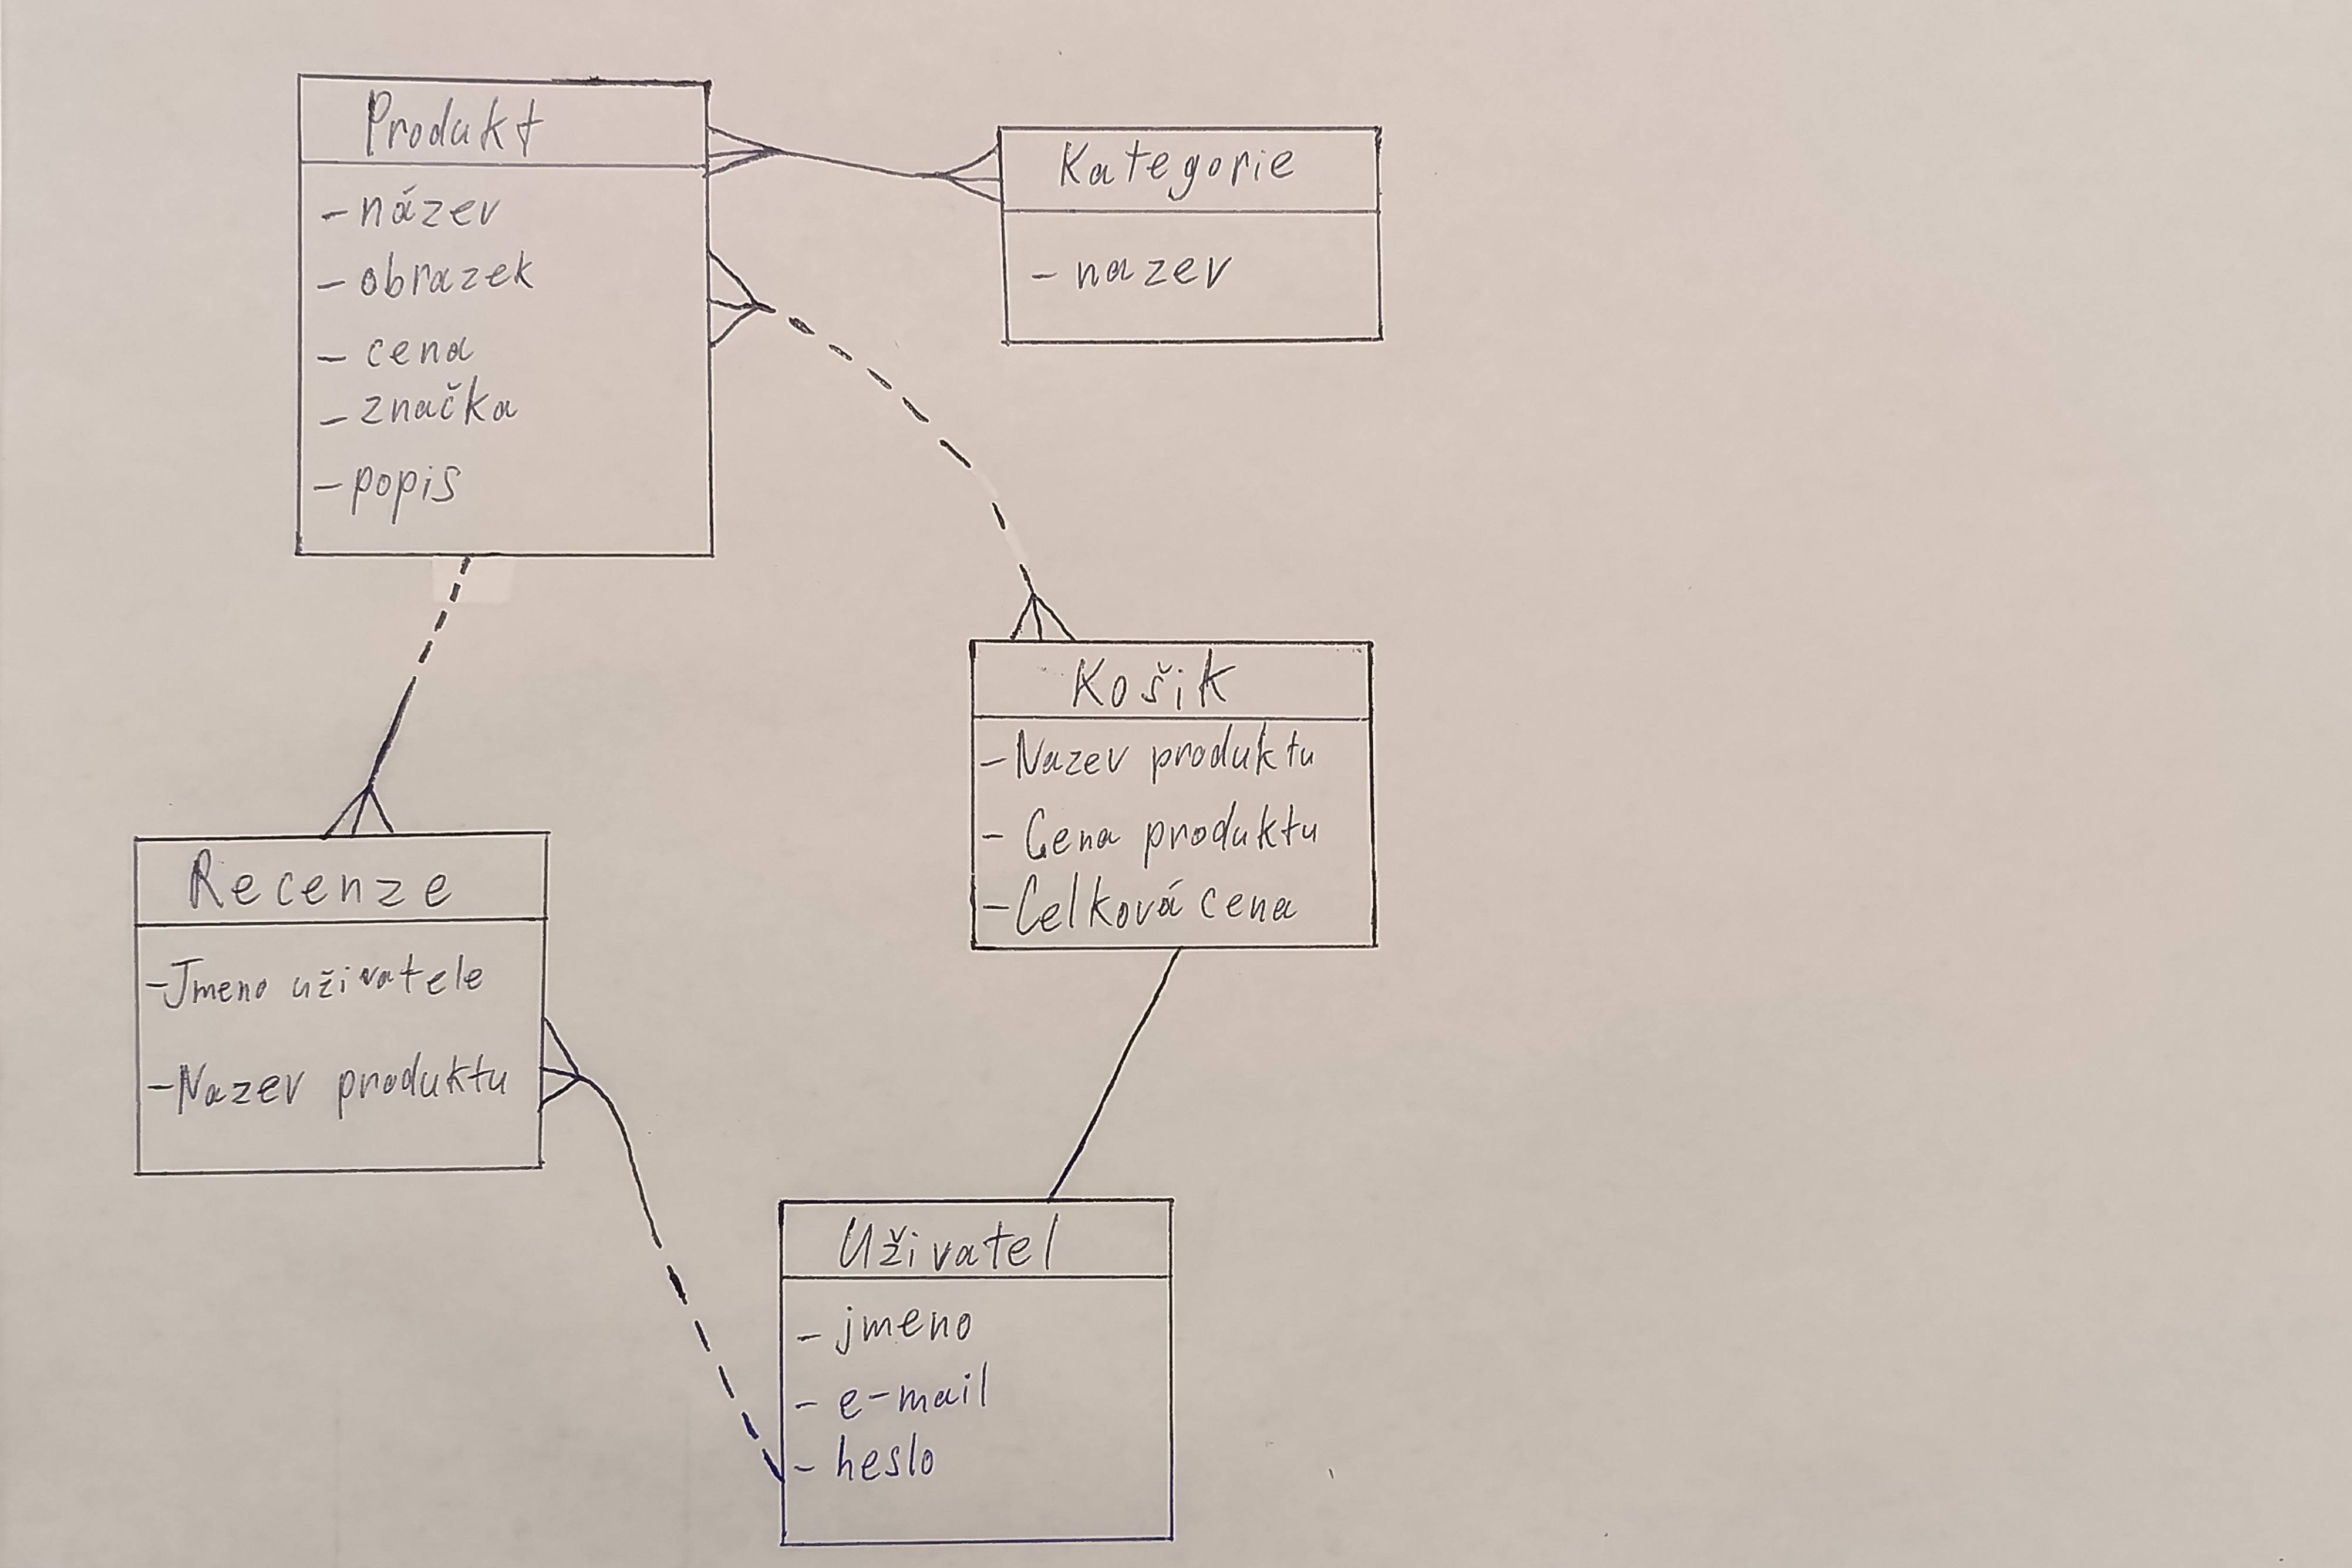 Produkt
- název
- obrazek
- cena
- značka
- popis
Kategorie
- nazev
Košik
- Nazev produktu
- Cena produktu
- Celková cena
Recenze
- Jmeno uživatele
- Nazev produktu
Uživatel
- jmeno
- e-mail
- heslo